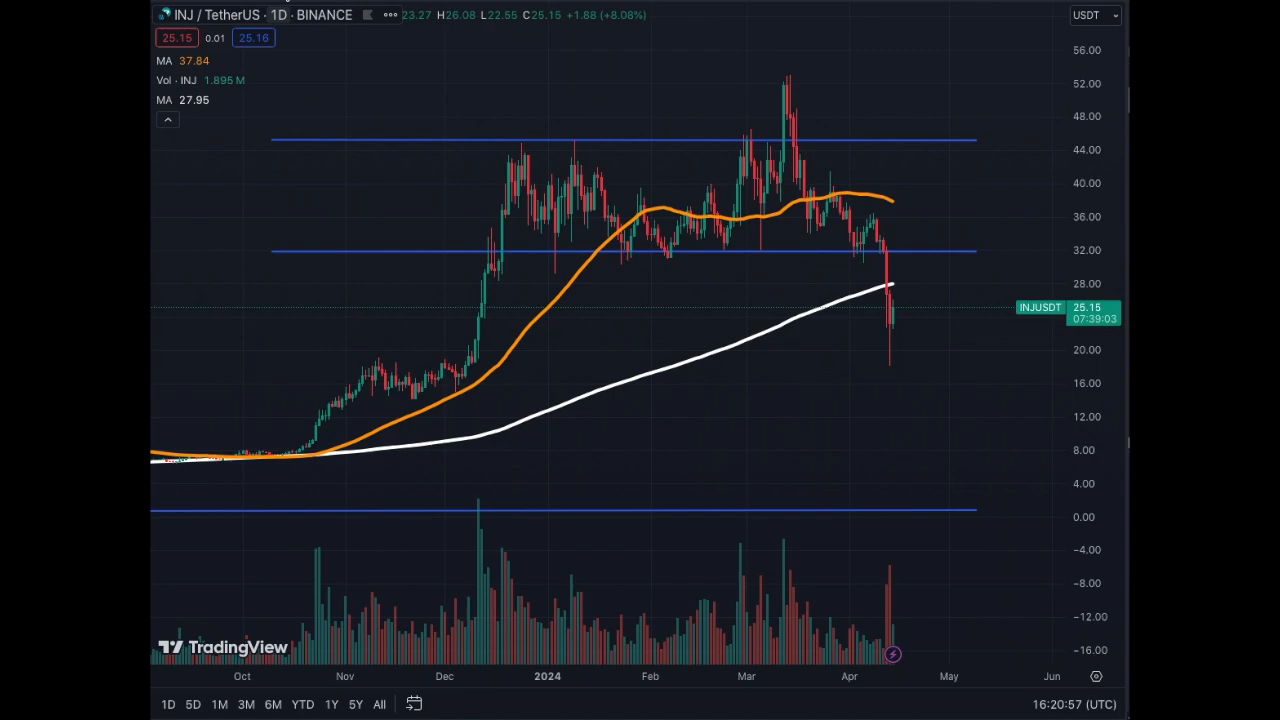 INJ / TetherUS · 1D · BINANCE 23.27 H26.08 L22.55 C25.15 +1.88 (+8.08%)
USDT
25.15 0.01 25.16
MA 37.84
Vol · INJ 1.895 M
MA 27.95
56.00
52.00
48.00
44.00
40.00
36.00
32.00
28.00
INJUSDT 25.15
07:39:03
20.00
16.00
12.00
8.00
4.00
0.00
−4.00
−8.00
−12.00
−16.00
TradingView
Oct Nov Dec 2024 Feb Mar Apr May Jun
1D 5D 1M 3M 6M YTD 1Y 5Y All 16:20:57 (UTC)